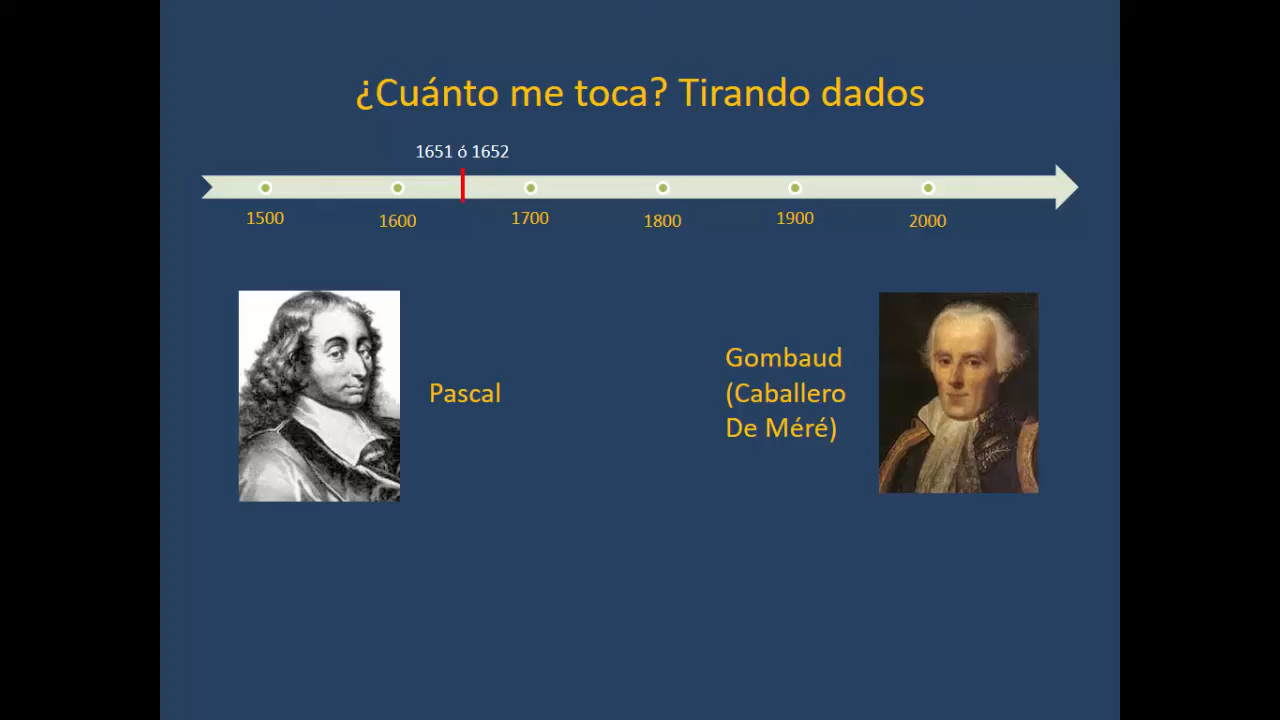 ¿Cuánto me toca? Tirando dados
1651 ó 1652
1500
1600
1700
1800
1900
2000
Pascal
Gombaud
(Caballero
De Méré)